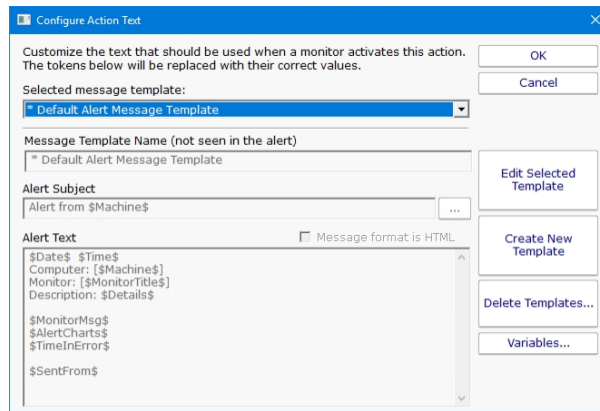 Configure Action Text
Customize the text that should be used when a monitor activates this action.
The tokens below will be replaced with their correct values.
OK
Cancel
Selected message template:
* Default Alert Message Template
Message Template Name (not seen in the alert)
* Default Alert Message Template
Edit Selected
Template
Alert Subject
Alert from $Machine$
...
Create New
Template
Alert Text
Message format is HTML
$Date$  $Time$
Computer: [$Machine$]
Monitor: [$MonitorTitle$]
Description: $Details$
Delete Templates...
$MonitorMsg$
$AlertCharts$
$TimeInError$
Variables...
$SentFrom$